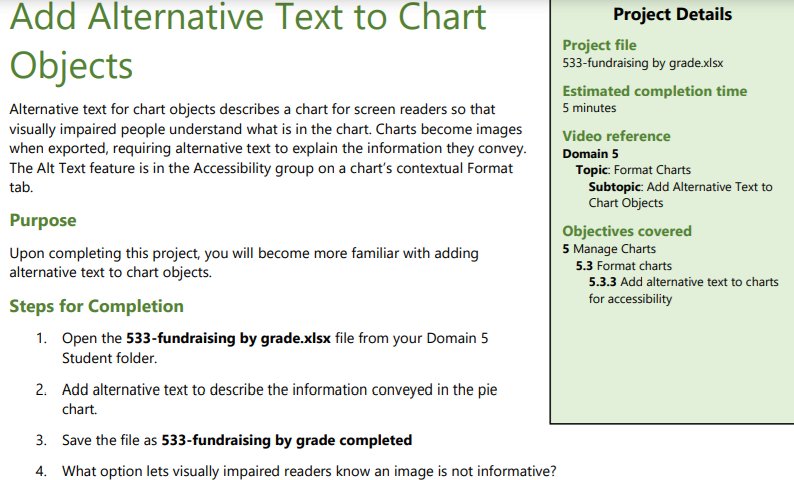 Add Alternative Text to Chart
Objects
Alternative text for chart objects describes a chart for screen readers so that
visually impaired people understand what is in the chart. Charts become images
when exported, requiring alternative text to explain the information they convey.
The Alt Text feature is in the Accessibility group on a chart's contextual Format
tab.
Purpose
Upon completing this project, you will become more familiar with adding
alternative text to chart objects.
Steps for Completion
1. Open the 533-fundraising by grade.xlsx file from your Domain 5
Student folder.
2. Add alternative text to describe the information conveyed in the pie
chart.
3. Save the file as 533-fundraising by grade completed
4. What option lets visually impaired readers know an image is not informative?
Project Details
Project file
533-fundraising by grade.xlsx
Estimated completion time
5 minutes
Video reference
Domain 5
Topic: Format Charts
Subtopic: Add Alternative Text to
Chart Objects
Objectives covered
5 Manage Charts
5.3 Format charts
5.3.3 Add alternative text to charts
for accessibility